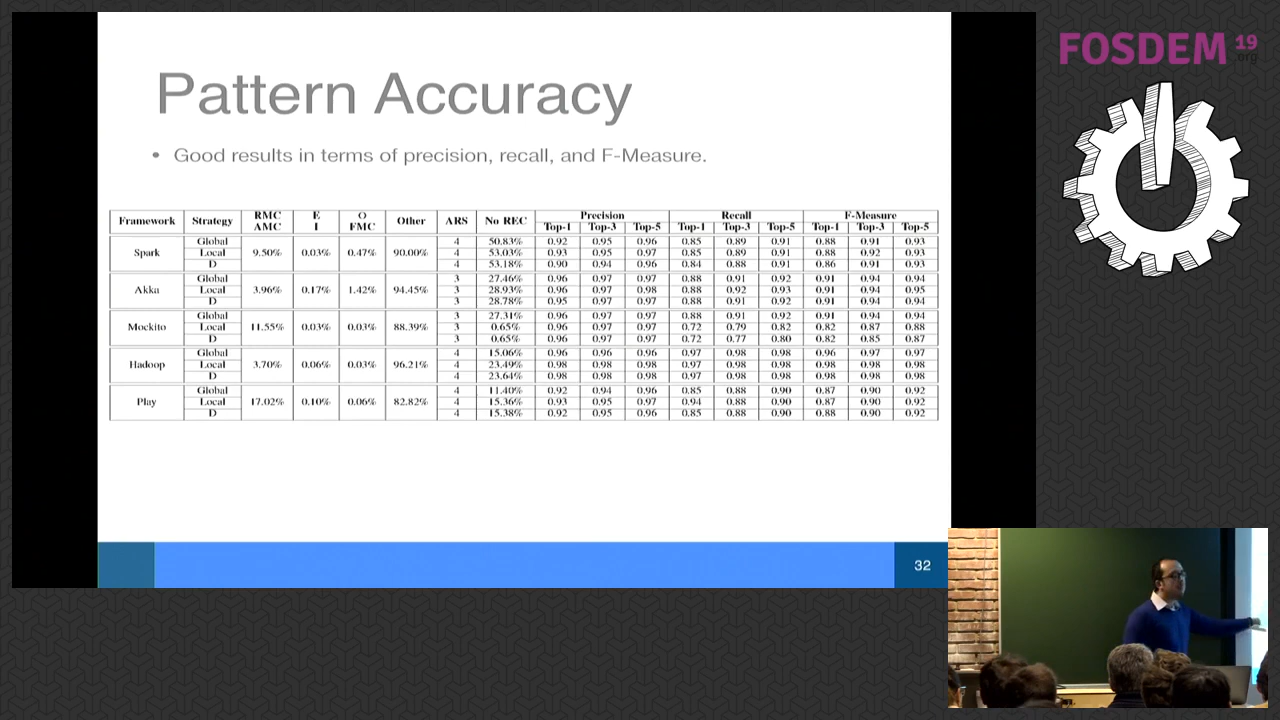 FOSDEM 19
.org
Pattern Accuracy
• Good results in terms of precision, recall, and F-Measure.
Framework Strategy RMC AMC E I O FMC Other ARS No REC Precision Recall F-Measure
Top-1 Top-3 Top-5 Top-1 Top-3 Top-5 Top-1 Top-3 Top-5
Global 4 50.83% 0.92 0.95 0.96 0.85 0.89 0.91 0.88 0.91 0.93
Spark Local 9.50% 0.03% 0.47% 90.00% 4 53.03% 0.93 0.95 0.97 0.85 0.89 0.91 0.88 0.92 0.93
D 4 53.18% 0.90 0.94 0.96 0.84 0.88 0.91 0.86 0.91 0.93
Global 3 27.46% 0.96 0.97 0.97 0.88 0.91 0.92 0.91 0.94 0.94
Akka Local 3.96% 0.17% 1.42% 94.45% 3 28.93% 0.96 0.97 0.98 0.88 0.92 0.93 0.91 0.94 0.95
D 3 28.78% 0.95 0.97 0.97 0.88 0.91 0.92 0.91 0.94 0.94
Global 3 27.31% 0.96 0.97 0.97 0.88 0.91 0.92 0.91 0.94 0.94
Mockito Local 11.55% 0.03% 0.03% 88.39% 3 0.65% 0.96 0.97 0.97 0.72 0.79 0.82 0.82 0.87 0.88
D 3 0.65% 0.96 0.97 0.97 0.72 0.77 0.80 0.82 0.85 0.87
Global 4 15.06% 0.96 0.96 0.96 0.97 0.98 0.98 0.96 0.97 0.97
Hadoop Local 3.70% 0.06% 0.03% 96.21% 4 23.49% 0.98 0.98 0.98 0.97 0.98 0.98 0.98 0.98 0.98
D 4 23.64% 0.98 0.98 0.98 0.97 0.98 0.98 0.98 0.98 0.98
Global 4 11.40% 0.92 0.94 0.96 0.85 0.88 0.90 0.87 0.90 0.92
Play Local 17.02% 0.10% 0.06% 82.82% 4 15.36% 0.93 0.95 0.97 0.94 0.88 0.90 0.87 0.90 0.92
D 4 15.38% 0.92 0.95 0.96 0.85 0.88 0.90 0.88 0.90 0.92
32